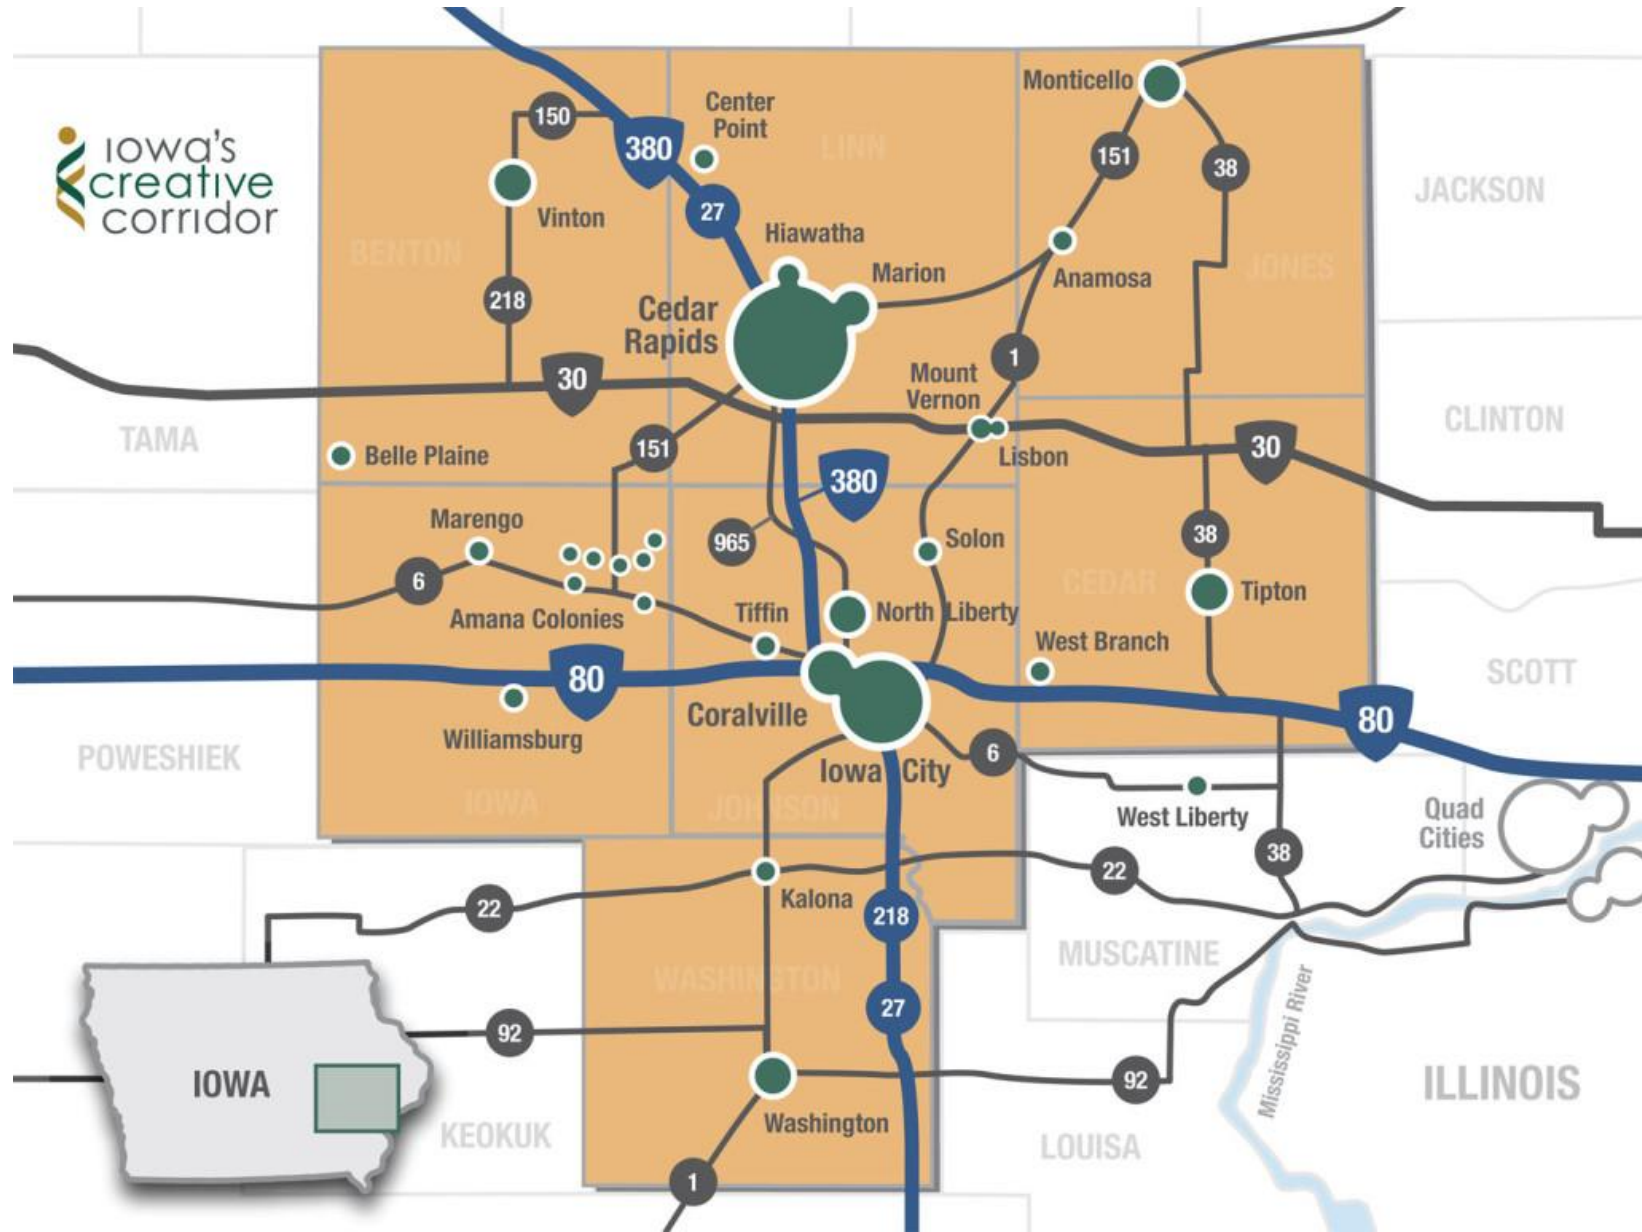 150
Center
Point
Monticello
380
LINN
151
38
iowa's
creative
corridor
JACKSON
Vinton
27
BENTON
Hiawatha
Marion
Anamosa
JONES
218
Cedar
Rapids
1
30
Mount
Vernon
TAMA
Belle Plaine
151
Lisbon
30
CLINTON
380
Marengo
965
Solon
38
6
CEDAR
Tipton
Amana Colonies
Tiffin
North Liberty
West Branch
80
SCOTT
Williamsburg
Coralville
80
POWESHIEK
Iowa City
6
IOWA
JOHNSON
West Liberty
Quad
Cities
38
22
Kalona
22
218
WASHINGTON
MUSCATINE
27
92
Mississippi River
IOWA
92
ILLINOIS
Washington
KEOKUK
LOUISA
1